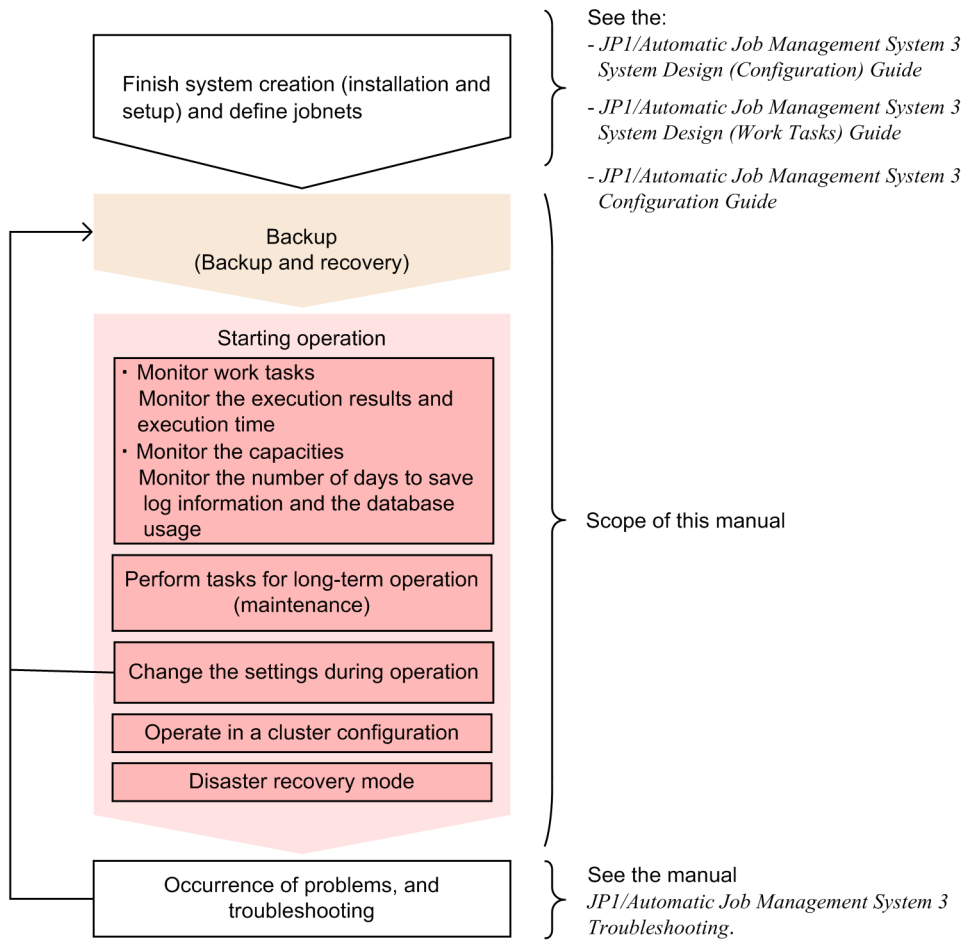 See the:
- JP1/Automatic Job Management System 3
System Design (Configuration) Guide
- JP1/Automatic Job Management System 3
System Design (Work Tasks) Guide
- JP1/Automatic Job Management System 3
Configuration Guide
Finish system creation (installation and
setup) and define jobnets
Backup
(Backup and recovery)
Starting operation
・ Monitor work tasks
Monitor the execution results and
execution time
・ Monitor the capacities
Monitor the number of days to save
log information and the database
usage
Perform tasks for long-term operation
(maintenance)
Change the settings during operation
Operate in a cluster configuration
Disaster recovery mode
Scope of this manual
Occurrence of problems, and
troubleshooting
See the manual
JP1/Automatic Job Management System 3
Troubleshooting.